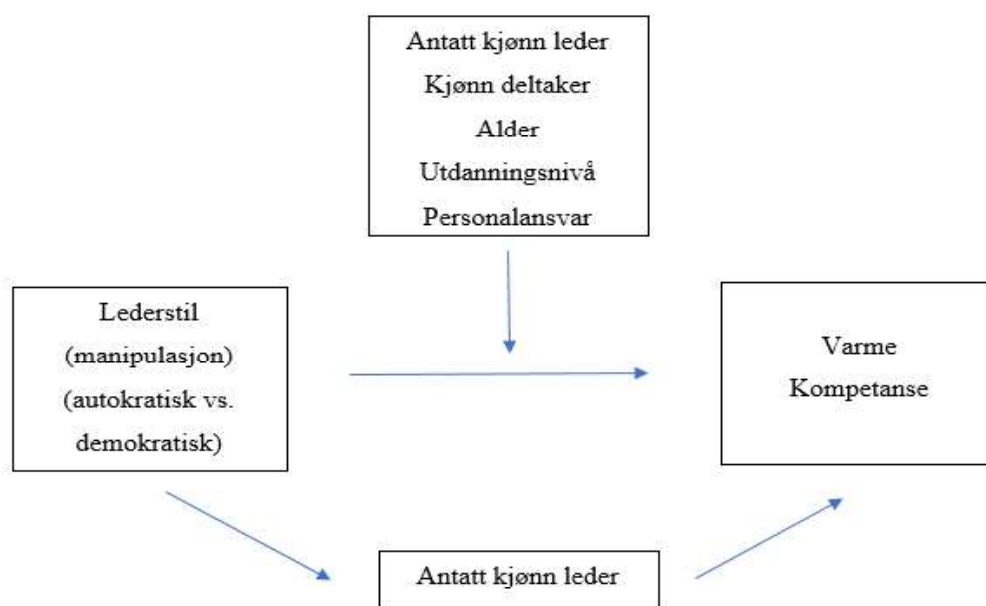 Antatt kjønn leder
Kjønn deltaker
Alder
Utdanningsnivå
Personalansvar
Lederstil
(manipulasjon)
(autokratisk vs.
demokratisk)
Varme
Kompetanse
Antatt kjønn leder